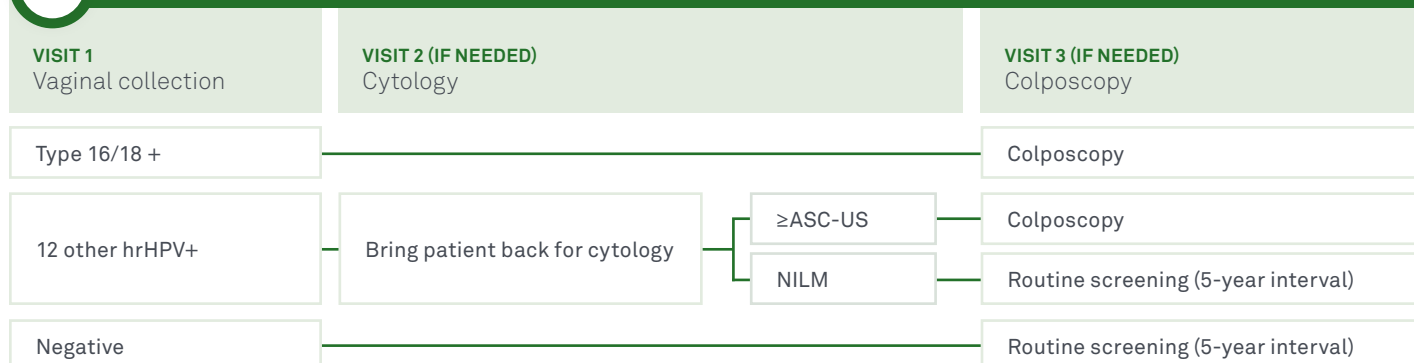 VISIT 1
Vaginal collection
VISIT 2 (IF NEEDED)
Cytology
VISIT 3 (IF NEEDED)
Colposcopy
Type 16/18 +
Colposcopy
12 other hrHPV+
Bring patient back for cytology
≥ASC-US
Colposcopy
NILM
Routine screening (5-year interval)
Negative
Routine screening (5-year interval)